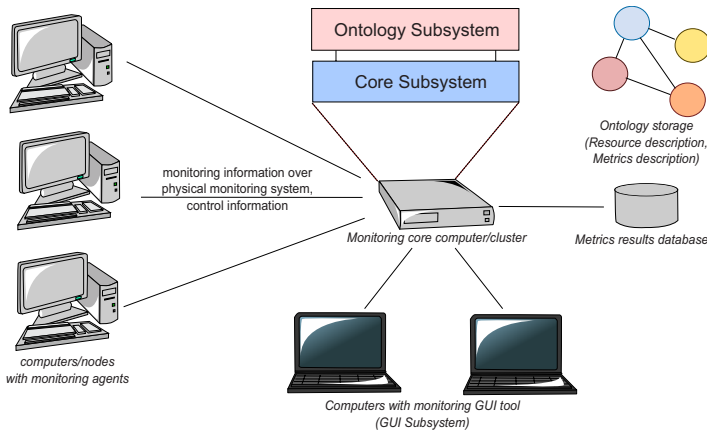 Ontology Subsystem
Core Subsystem
Ontology storage
(Resource description,
Metrics description)
monitoring information over
physical monitoring system,
control information
Monitoring core computer/cluster
Metrics results database
computers/nodes
with monitoring agents
Computers with monitoring GUI tool
(GUI Subsystem)